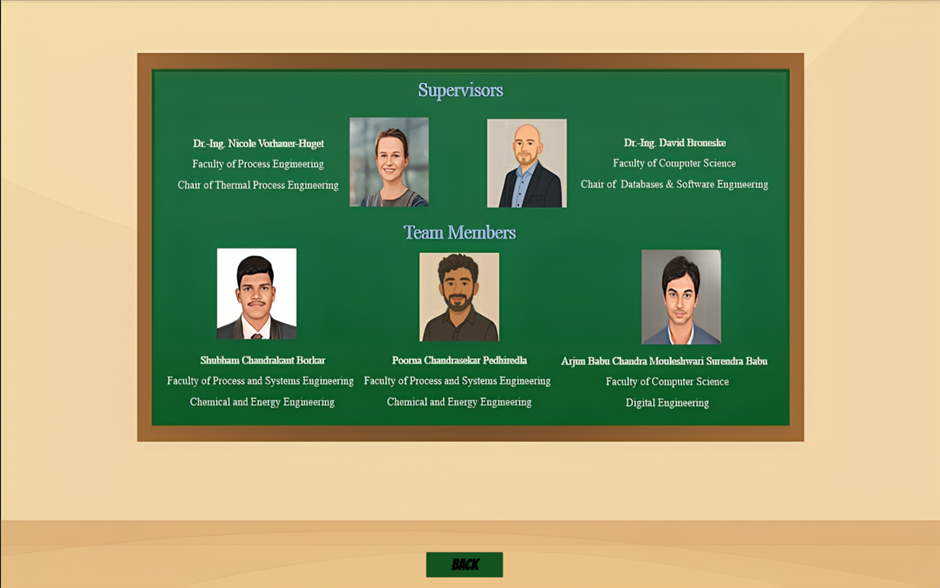 Supervisors
Dr.-Ing. Nicole Vorhauer-Huget
Faculty of Process Engineering
Chair of Thermal Process Engineering
Dr.-Ing. David Broneske
Faculty of Computer Science
Chair of Databases & Software Engineering
Team Members
Shubham Chandrakant Borkar
Faculty of Process and Systems Engineering
Chemical and Energy Engineering
Poorna Chandrasekar Pedhiredla
Faculty of Process and Systems Engineering
Chemical and Energy Engineering
Arjun Babu Chandra Mouleshwari Surendra Babu
Faculty of Computer Science
Digital Engineering
BACK